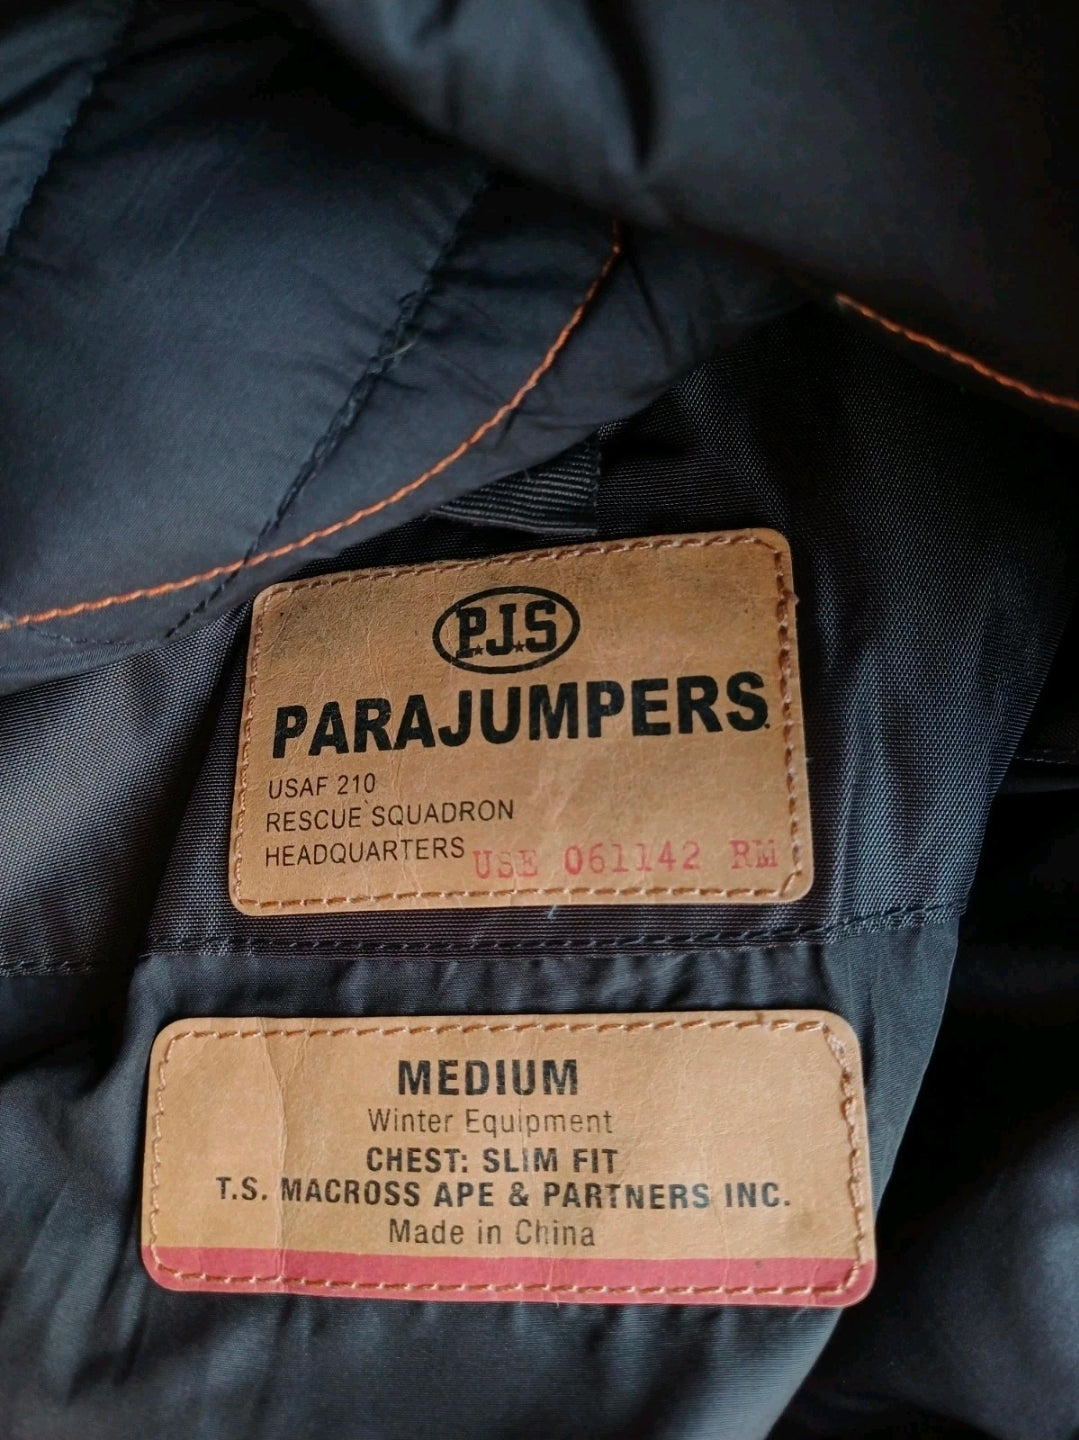 P.J.S
PARAJUMPERS
USAF 210
RESCUE SQUADRON
HEADQUARTERS USE 061142 RM
MEDIUM
Winter Equipment
CHEST: SLIM FIT
T.S. MACROSS APE & PARTNERS INC.
Made in China